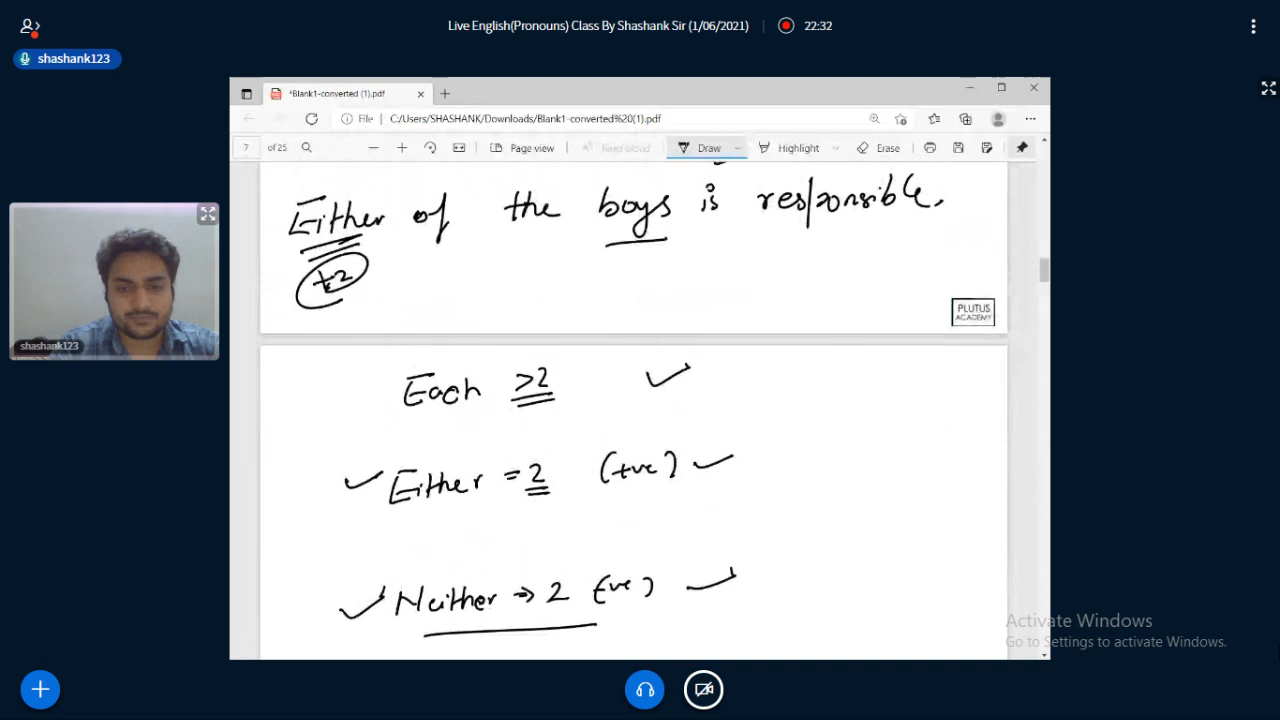 Live English(Pronouns) Class By Shashank Sir (1/06/2021) 22:32
shashank123
*Blank1-converted (1).pdf
File C:/Users/SHASHANK/Downloads/Blank1-converted%20(1).pdf
7 of 25 Page view Read aloud Draw Highlight Erase
Either of the boys is responsible.
PLUTUS
ACADEMY
shashank123
Each >2
Either = 2 (+ve)
Neither → 2 (-ve)
Activate Windows
Go to Settings to activate Windows.